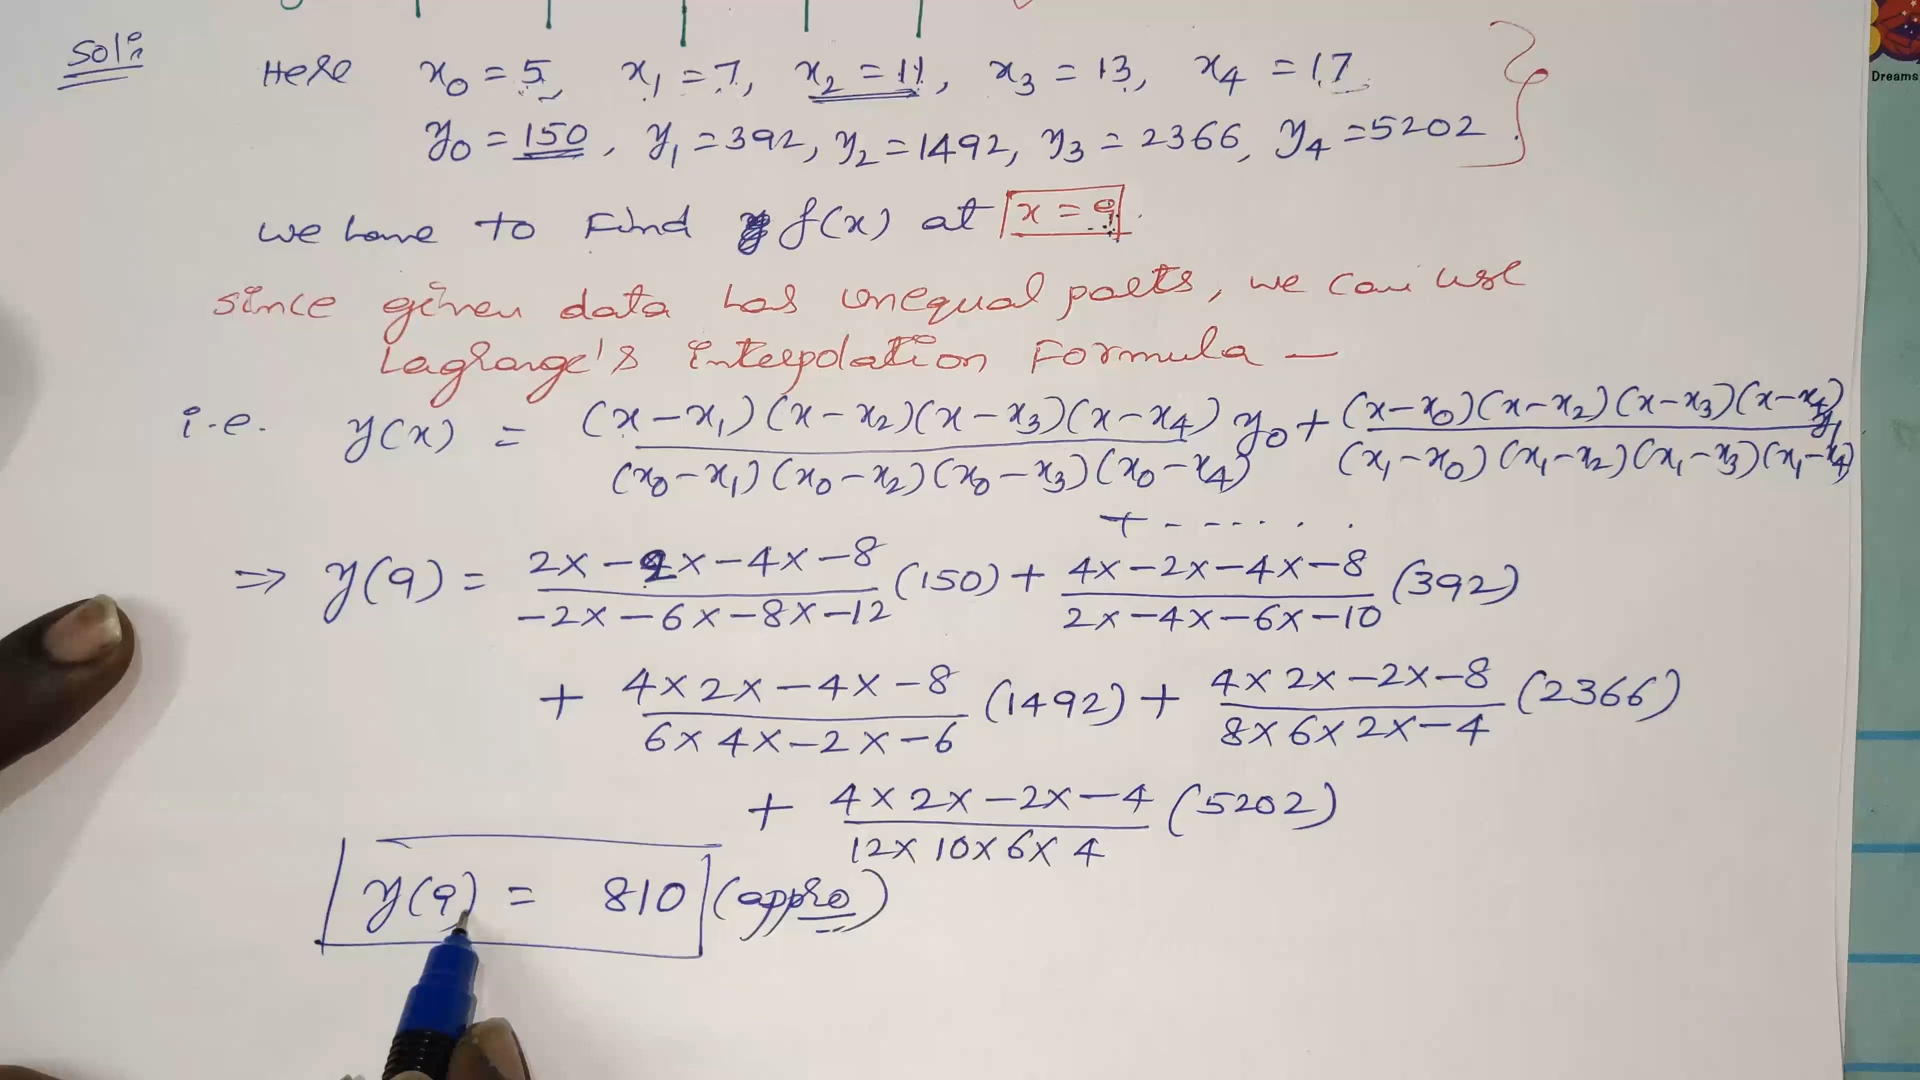 Sol:
Here x₀ = 5, x₁ = 7, x₂ = 11, x₃ = 13, x₄ = 17
y₀ = 150, y₁ = 392, y₂ = 1492, y₃ = 2366, y₄ = 5202
we have to Find f(x) at x = 9.
since given data has unequal parts, we can use
Lagrange's interpolation Formula —
i.e. y(x) = (x-x₁)(x-x₂)(x-x₃)(x-x₄) / (x₀-x₁)(x₀-x₂)(x₀-x₃)(x₀-x₄) y₀ + (x-x₀)(x-x₂)(x-x₃)(x-x₄) / (x₁-x₀)(x₁-x₂)(x₁-x₃)(x₁-x₄) y₁
+ - - - . . . .
⇒ y(9) = 2×-2×-4×-8 / -2×-6×-8×-12 (150) + 4×-2×-4×-8 / 2×-4×-6×-10 (392)
+ 4×2×-4×-8 / 6×4×-2×-6 (1492) + 4×2×-2×-8 / 8×6×2×-4 (2366)
+ 4×2×-2×-4 / 12×10×6×4 (5202)
y(9) = 810 (appro)
Dreams